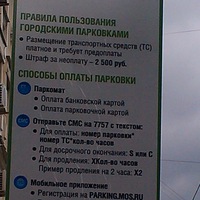 ПРАВИЛА ПОЛЬЗОВАНИЯ
ГОРОДСКИМИ ПАРКОВКАМИ
• Размещение транспортных средств (ТС)
платное и требует предоплаты
• Штраф за неоплату – 2 500 руб.
СПОСОБЫ ОПЛАТЫ ПАРКОВКИ
Паркомат
• Оплата банковской картой
• Оплата парковочной картой
СМС
Отправьте СМС на 7757 с текстом:
• Для оплаты: номер парковки*
номер ТС*кол-во часов
• Для досрочного окончания: S или С
• Для продления: ХКол-во часов
Пример продления на 2 часа: Х2
Мобильное приложение
• Регистрация на PARKING.MOS.RU